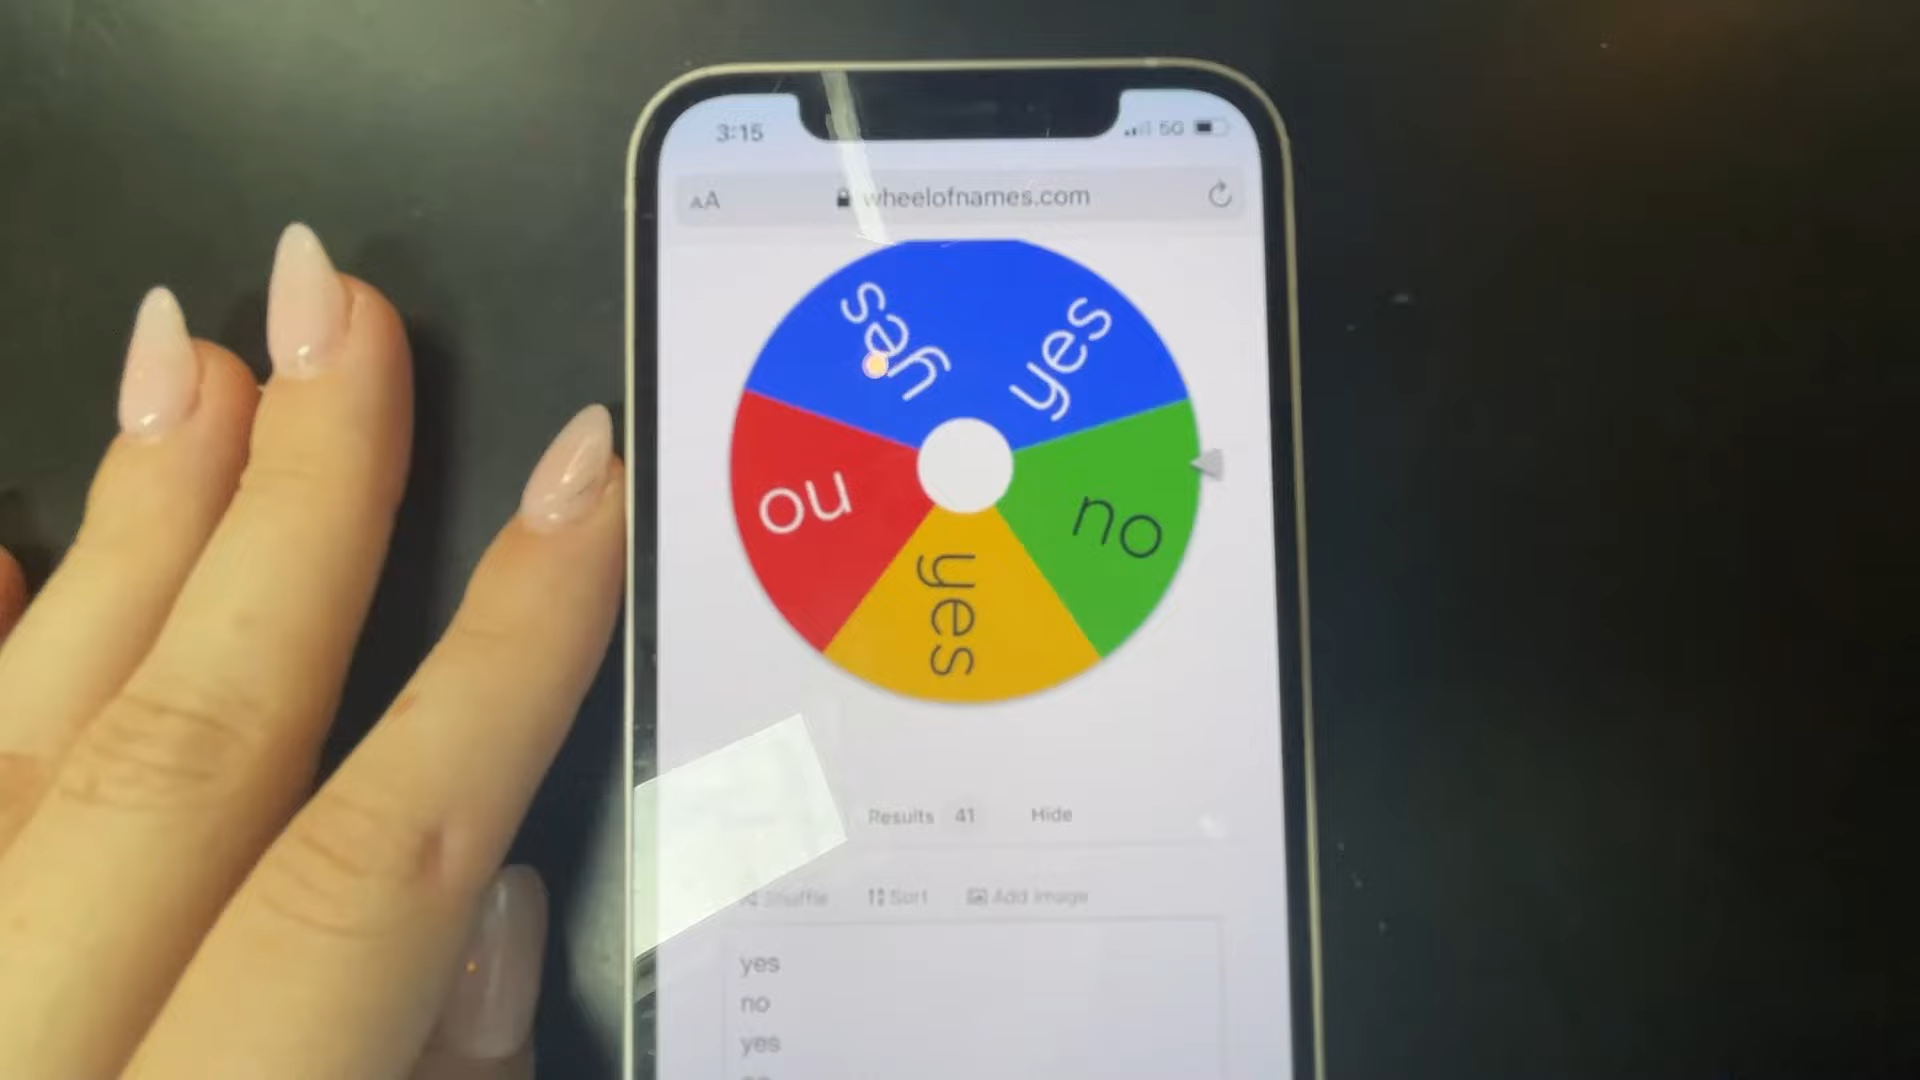 3:15
5G
AA
wheelofnames.com
yes
yes
no
no
yes
Results 41 Hide
Shuffle Sort Add image
yes
no
yes